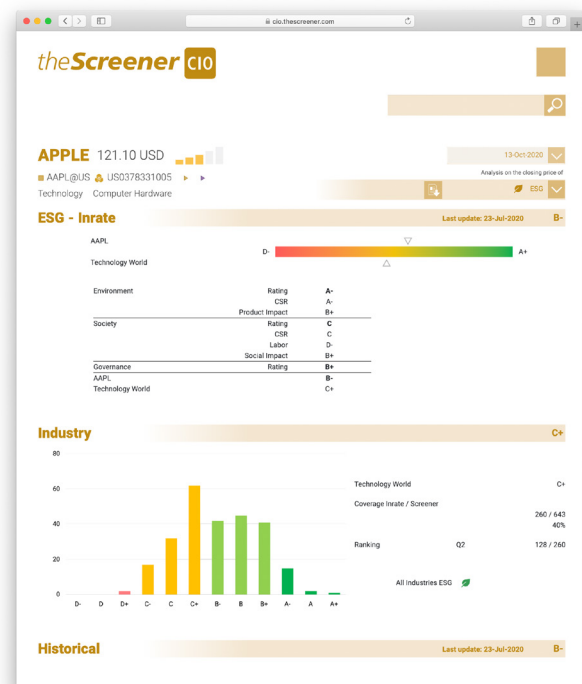 cio.thescreener.com
theScreener CIO
APPLE 121.10 USD
13-Oct-2020
Analysis on the closing price of
AAPL@US US0378331005
ESG
Technology Computer Hardware
ESG - Inrate Last update: 23-Jul-2020 B-
AAPL
D- A+
Technology World
Environment Rating A-
CSR A-
Product Impact B+
Society Rating C
CSR C
Labor D-
Social Impact B+
Governance Rating B+
AAPL B-
Technology World C+
Industry C+
80
60
40
20
0
D- D D+ C- C C+ B- B B+ A- A A+
Technology World C+
Coverage Inrate / Screener
260 / 643
40%
Ranking Q2 128 / 260
All Industries ESG
Historical Last update: 23-Jul-2020 B-